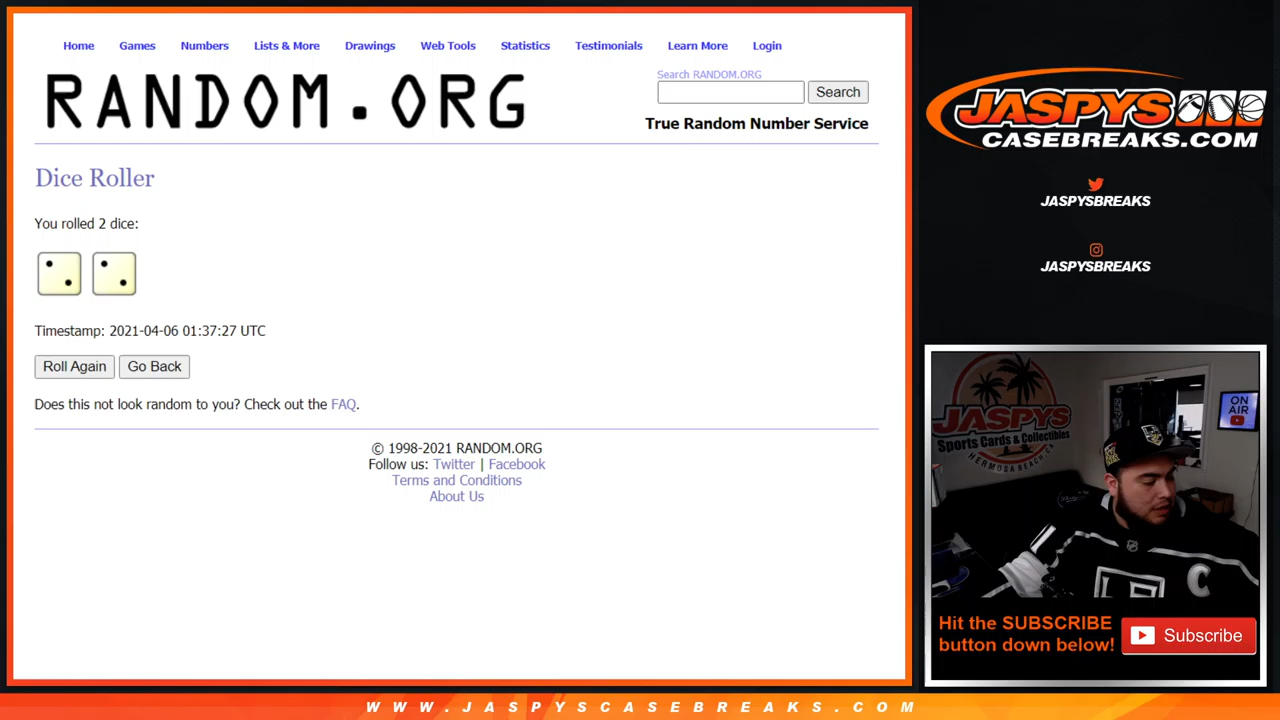 Home Games Numbers Lists & More Drawings Web Tools Statistics Testimonials Learn More Login
RANDOM.ORG
Search RANDOM.ORG
Search
True Random Number Service
Dice Roller
You rolled 2 dice:
Timestamp: 2021-04-06 01:37:27 UTC
Roll Again Go Back
Does this not look random to you? Check out the FAQ.
© 1998-2021 RANDOM.ORG
Follow us: Twitter | Facebook
Terms and Conditions
About Us
JASPYS
CASEBREAKS.COM
JASPYSBREAKS
JASPYSBREAKS
JASPYS
Sports Cards & Collectibles
HERMOSA BEACH, CA
ON
AIR
C
Hit the SUBSCRIBE
button down below!
Subscribe
WWW.JASPYSCASEBREAKS.COM